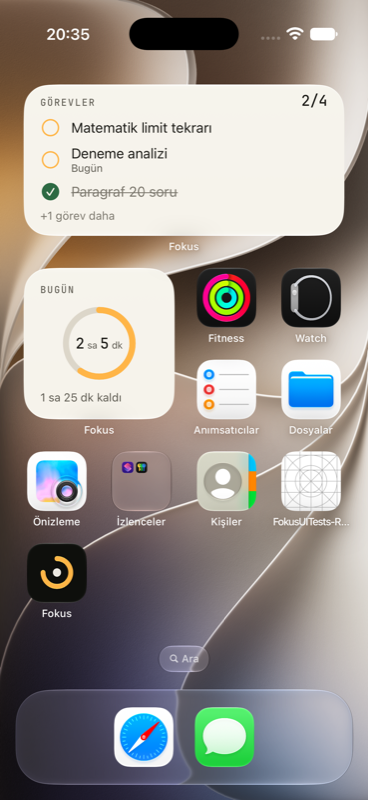 20:35
GÖREVLER
2/4
Matematik limit tekrarı
Deneme analizi
Bugün
Paragraf 20 soru
+1 görev daha
Fokus
BUGÜN
2 sa 5 dk
1 sa 25 dk kaldı
Fokus
Fitness
Watch
Anımsatıcılar
Dosyalar
Önizleme
İzlenceler
Kişiler
FokusUITests-R...
Fokus
Ara